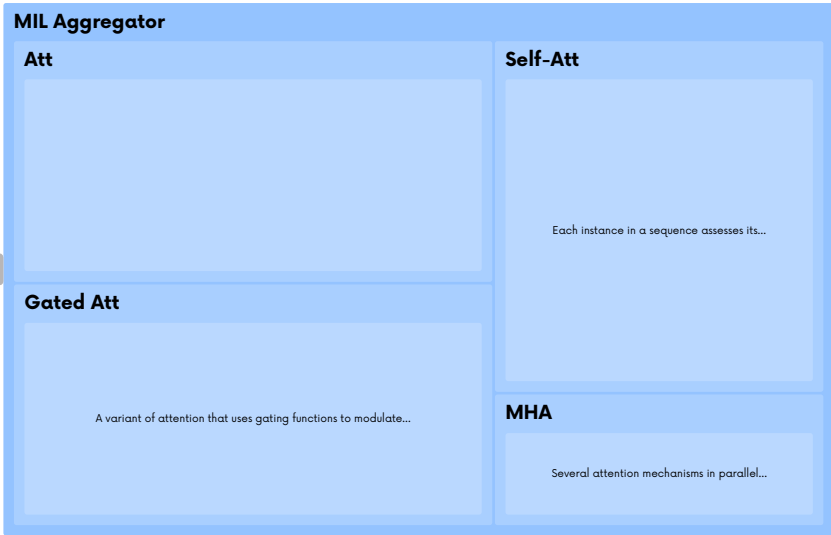 MIL Aggregator
Att
Gated Att
A variant of attention that uses gating functions to modulate...
Self-Att
Each instance in a sequence assesses its...
MHA
Several attention mechanisms in parallel...